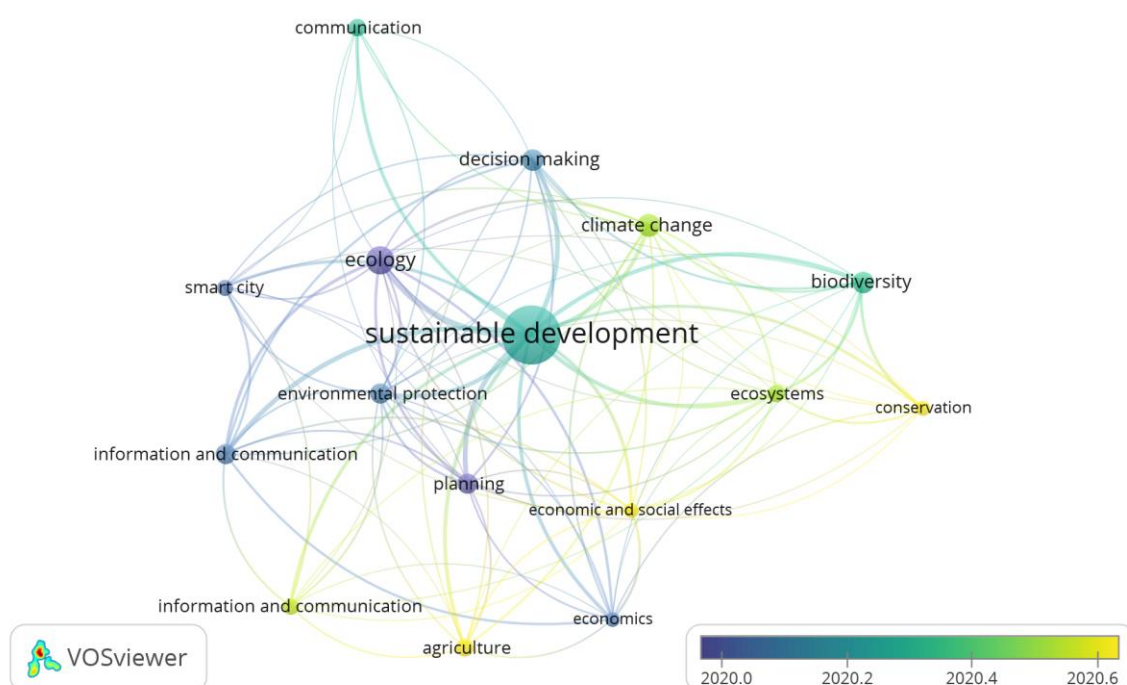 communication
decision making
climate change
ecology
biodiversity
smart city
sustainable development
environmental protection
ecosystems
conservation
information and communication
planning
economic and social effects
information and communication
economics
agriculture
VOSviewer
2020.0 2020.2 2020.4 2020.6